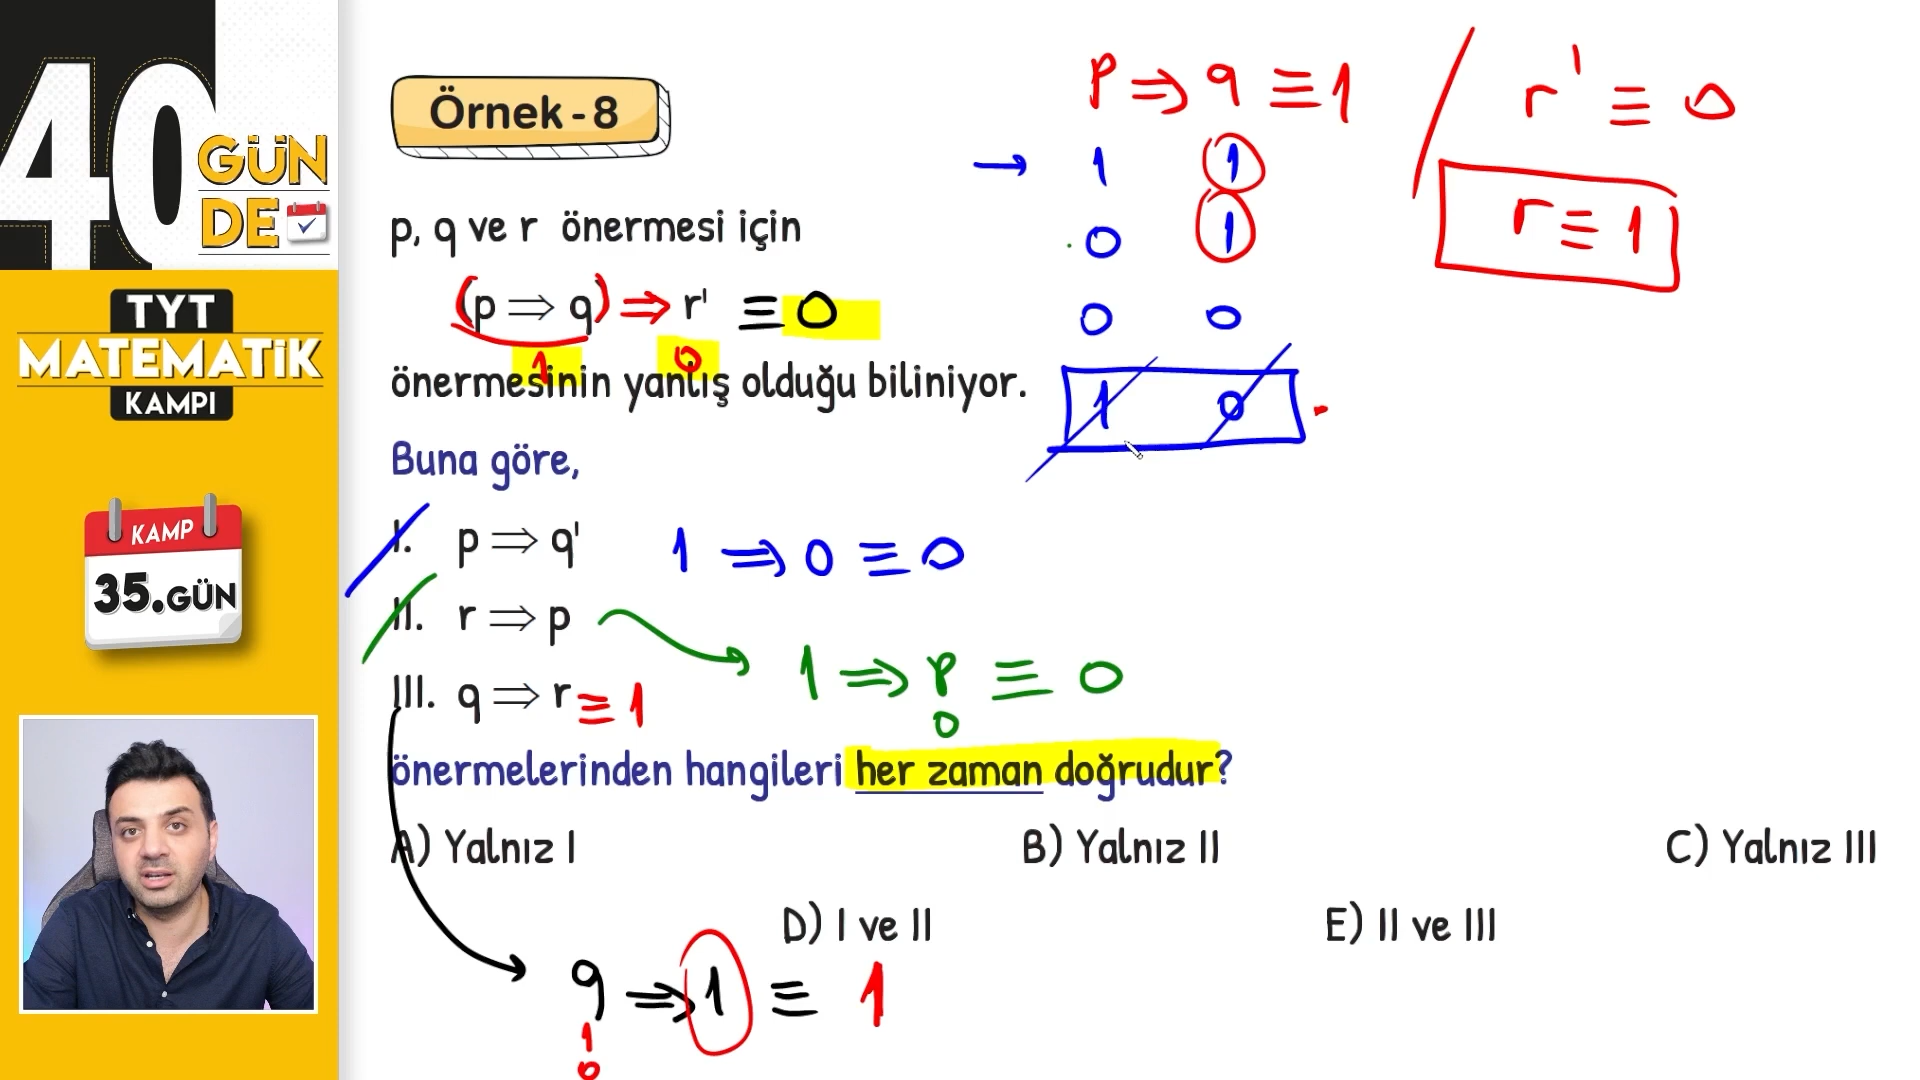 40
GÜN
DE
TYT
MATEMATİK
KAMPI
KAMP
35.GÜN
Örnek - 8
p, q ve r önermesi için
(p ⇒ q) ⇒ r' ≡ 0
1 0
önermesinin yanlış olduğu biliniyor.
Buna göre,
I. p ⇒ q' 1 ⇒ 0 ≡ 0
II. r ⇒ p 1 ⇒ p ≡ 0
0
III. q ⇒ r ≡ 1
önermelerinden hangileri her zaman doğrudur?
A) Yalnız I
B) Yalnız II
C) Yalnız III
D) I ve II
E) II ve III
q ⇒ 1 ≡ 1
1
0
p ⇒ q ≡ 1
→ 1 1
0 1
0 0
1 0
r' ≡ 0
r ≡ 1